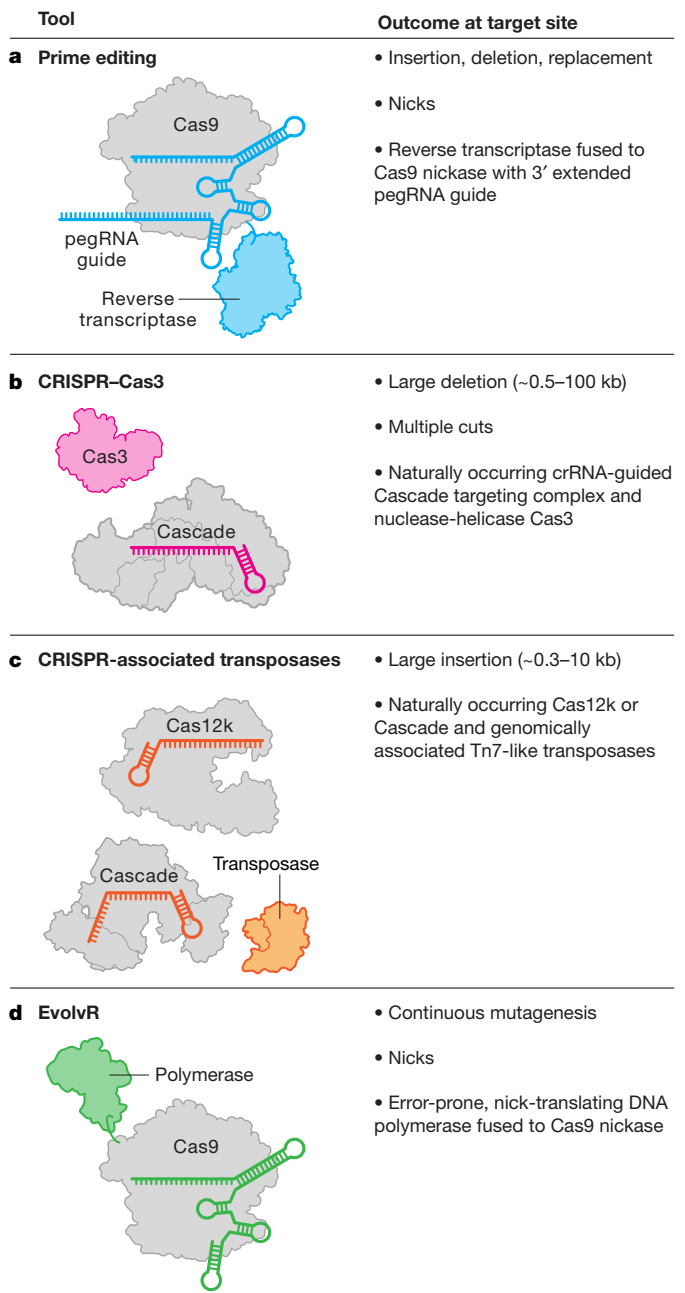 Tool
Outcome at target site
a Prime editing
• Insertion, deletion, replacement
• Nicks
• Reverse transcriptase fused to
Cas9 nickase with 3′ extended
pegRNA guide
Cas9
pegRNA
guide
Reverse
transcriptase
b CRISPR–Cas3
• Large deletion (~0.5–100 kb)
• Multiple cuts
• Naturally occurring crRNA-guided
Cascade targeting complex and
nuclease-helicase Cas3
Cas3
Cascade
c CRISPR-associated transposases
• Large insertion (~0.3–10 kb)
• Naturally occurring Cas12k or
Cascade and genomically
associated Tn7-like transposases
Cas12k
Cascade
Transposase
d EvolvR
• Continuous mutagenesis
• Nicks
• Error-prone, nick-translating DNA
polymerase fused to Cas9 nickase
Polymerase
Cas9